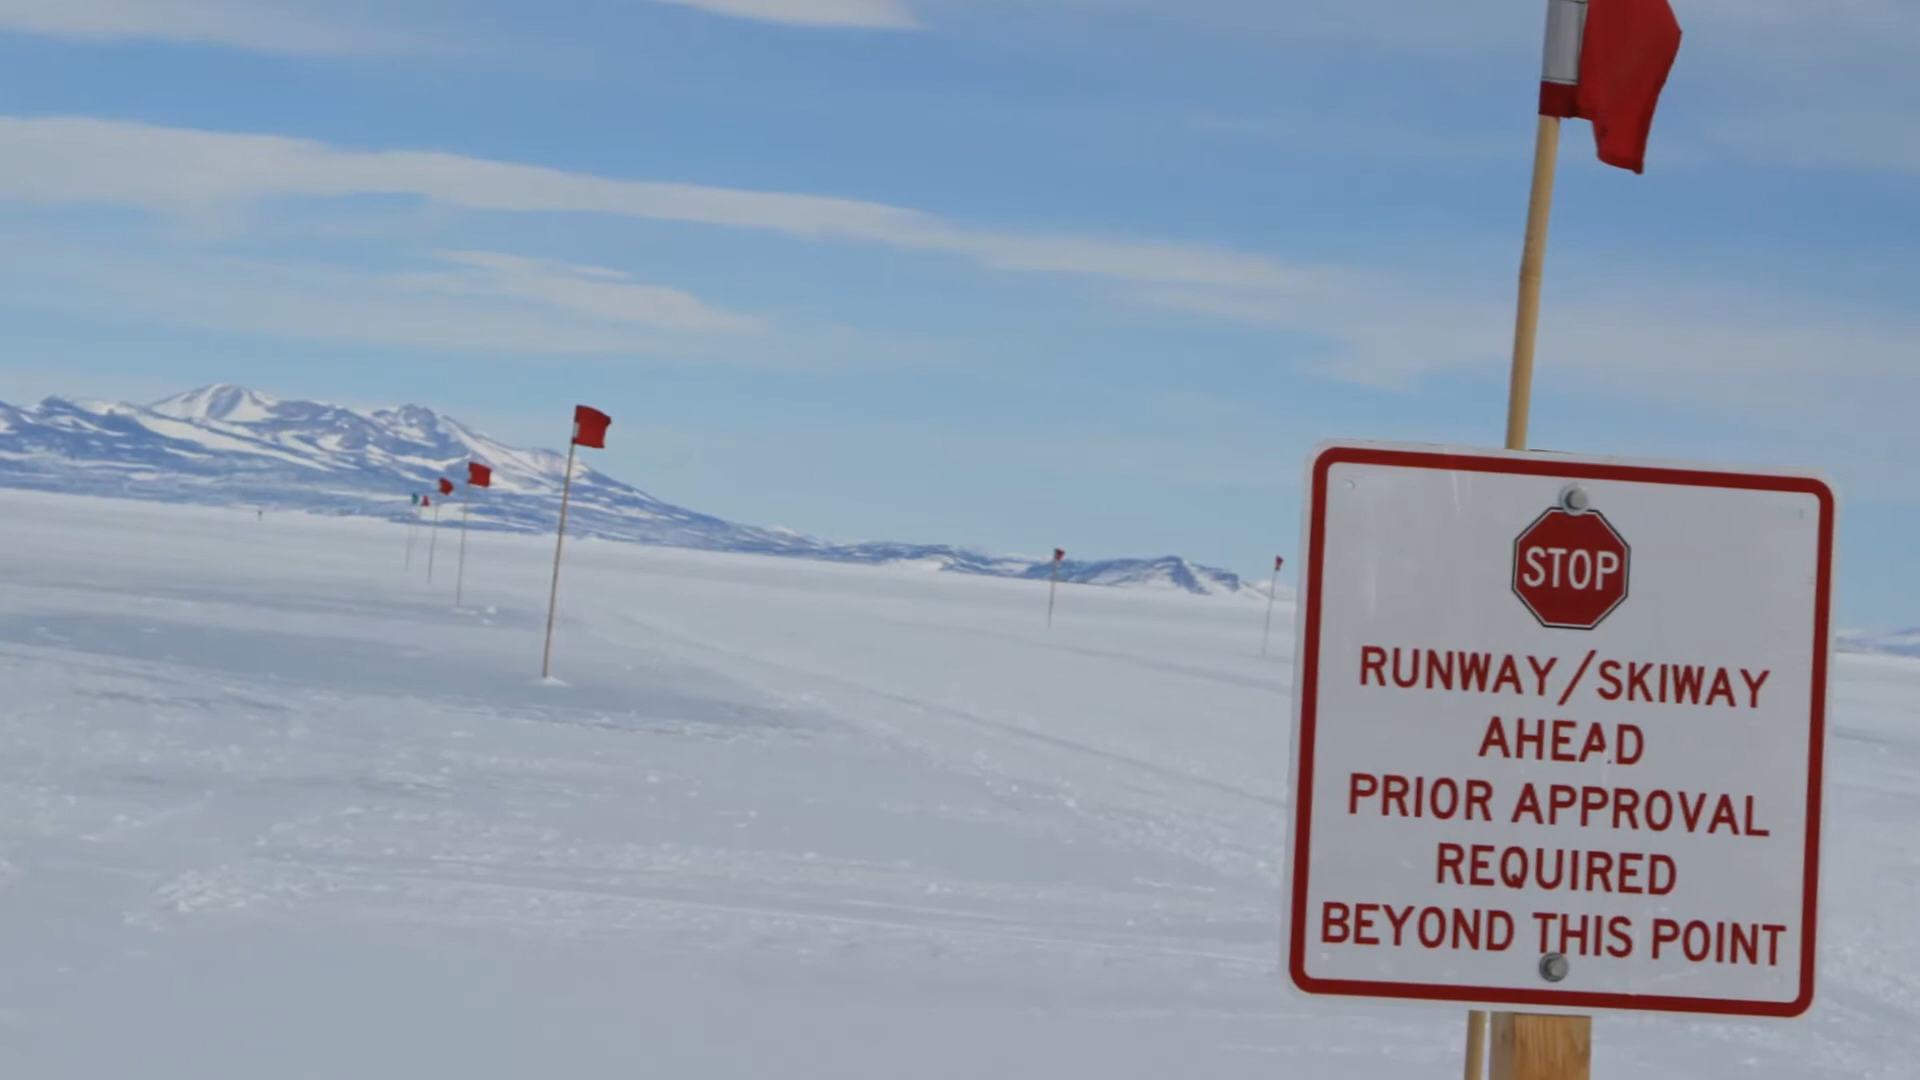 STOP
RUNWAY/SKIWAY
AHEAD
PRIOR APPROVAL
REQUIRED
BEYOND THIS POINT